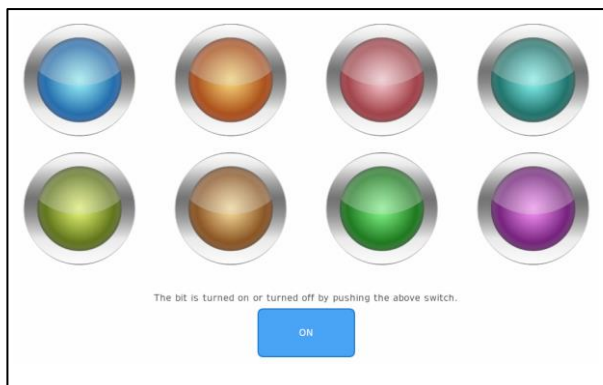 The bit is turned on or turned off by pushing the above switch.
ON